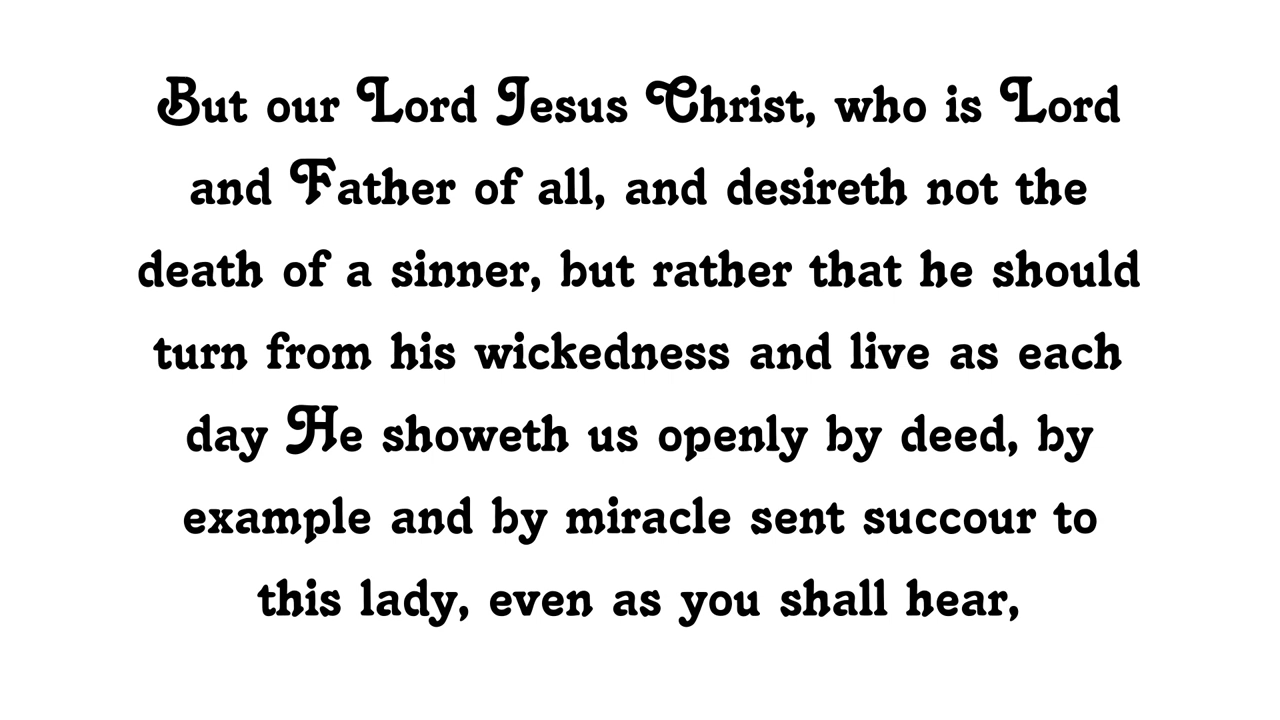 But our Lord Jesus Christ, who is Lord
and Father of all, and desireth not the
death of a sinner, but rather that he should
turn from his wickedness and live as each
day He showeth us openly by deed, by
example and by miracle sent succour to
this lady, even as you shall hear,